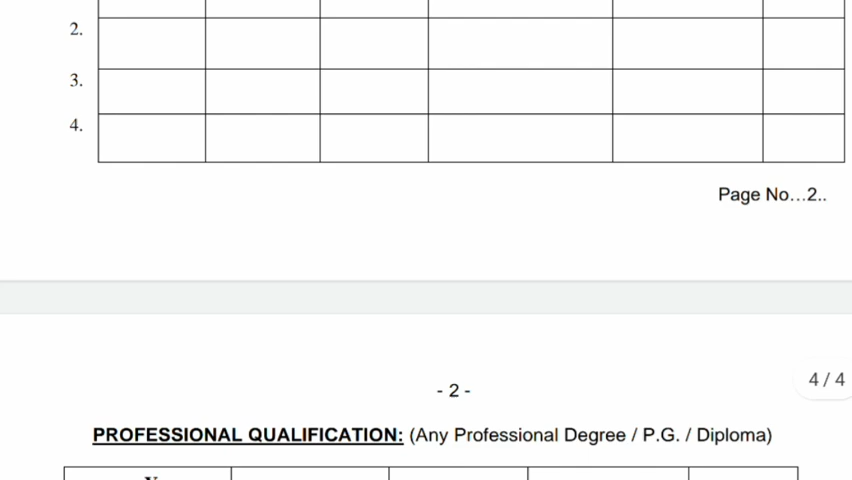 2.
3.
4.
Page No…2..
4 / 4
- 2 -
PROFESSIONAL QUALIFICATION: (Any Professional Degree / P.G. / Diploma)